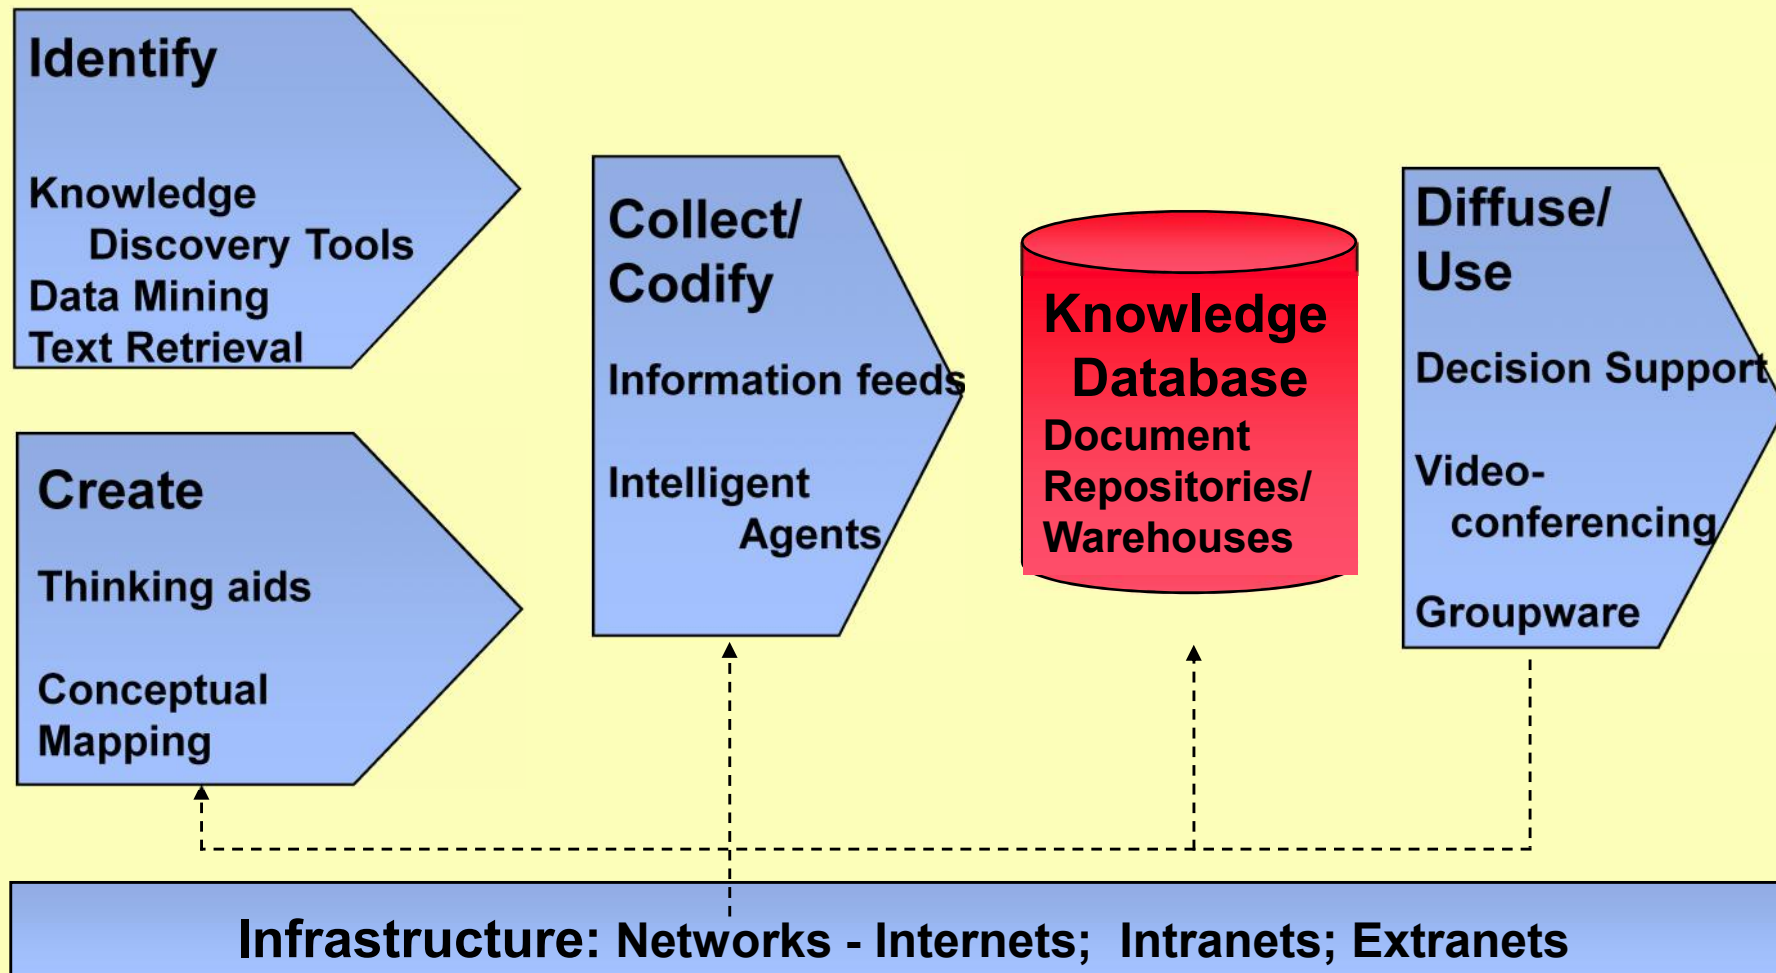 Identify
Knowledge
Discovery Tools
Data Mining
Text Retrieval
Create
Thinking aids
Conceptual
Mapping
Collect/
Codify
Information feeds
Intelligent
Agents
Knowledge
Database
Document
Repositories/
Warehouses
Diffuse/
Use
Decision Support
Video-
conferencing
Groupware
Infrastructure: Networks - Internets; Intranets; Extranets